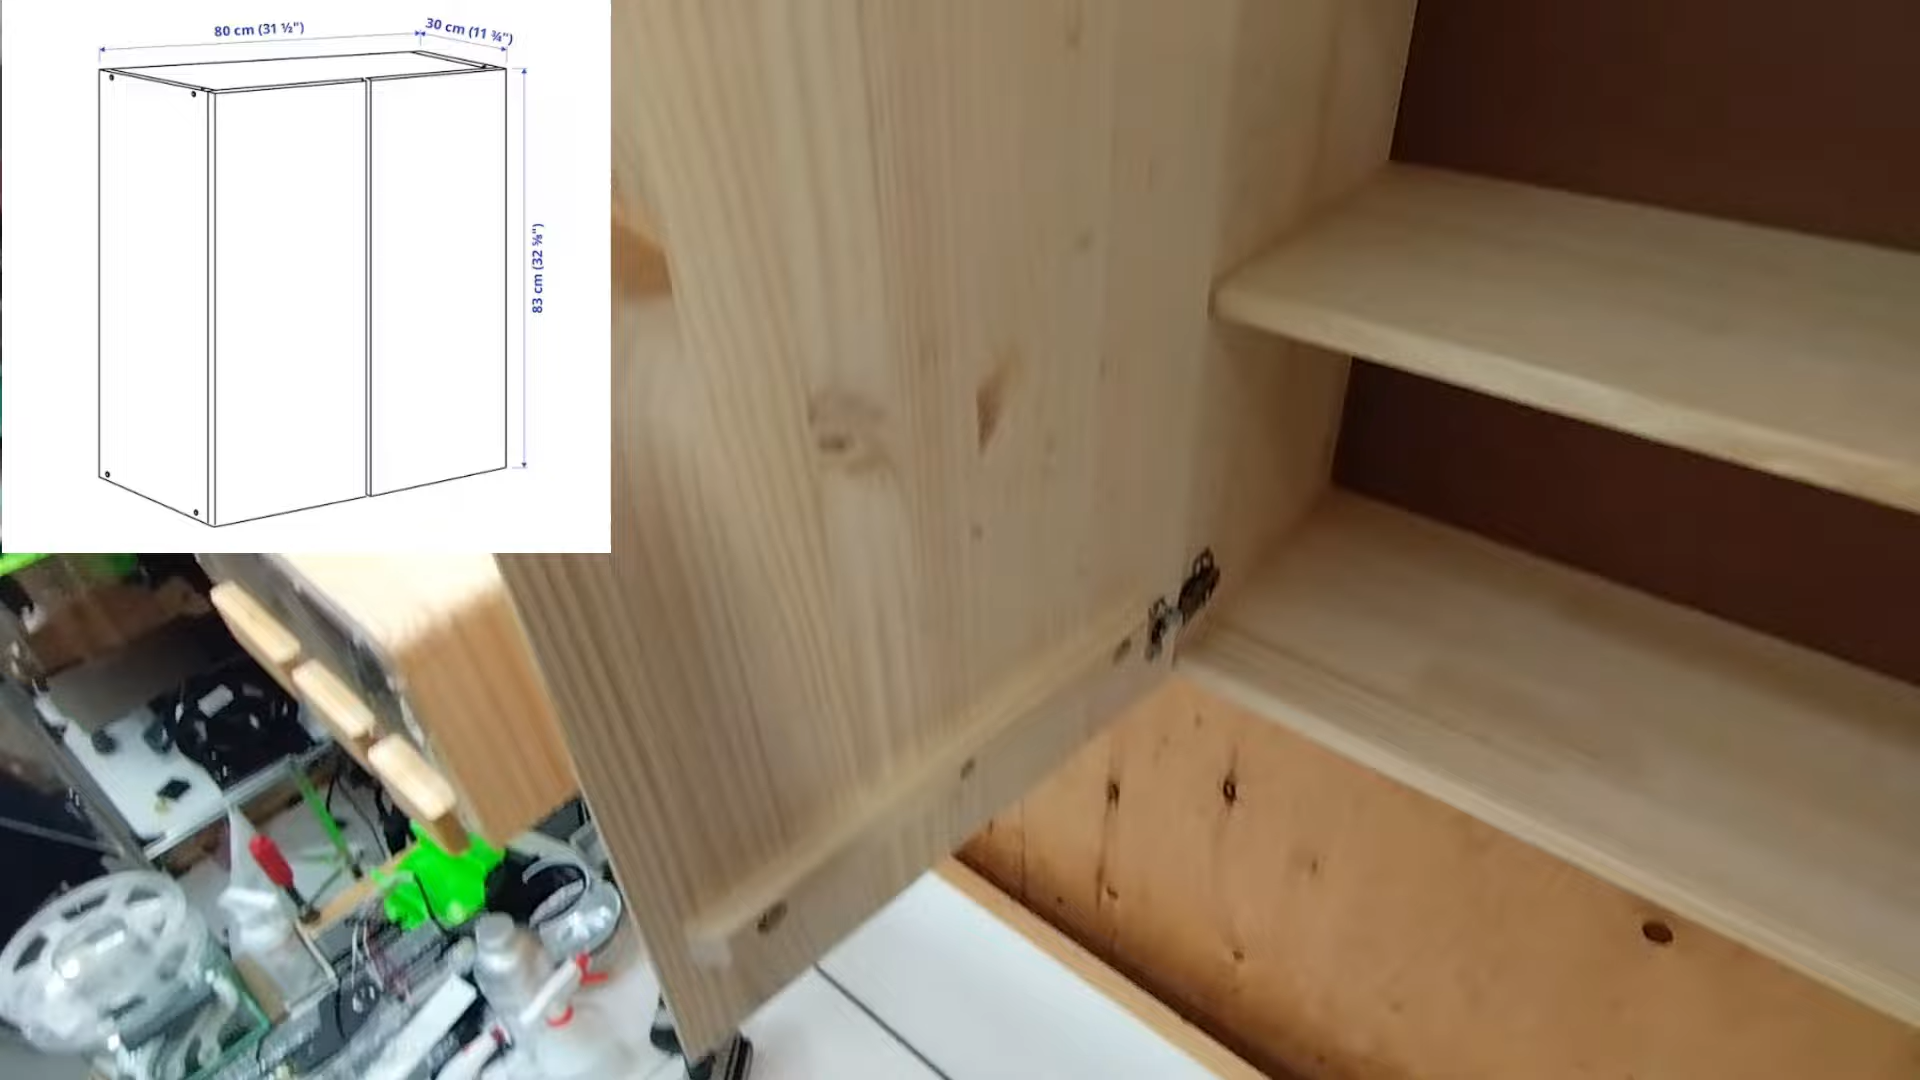 80 cm (31 ½")
30 cm (11 ¾")
83 cm (32 ⅝")